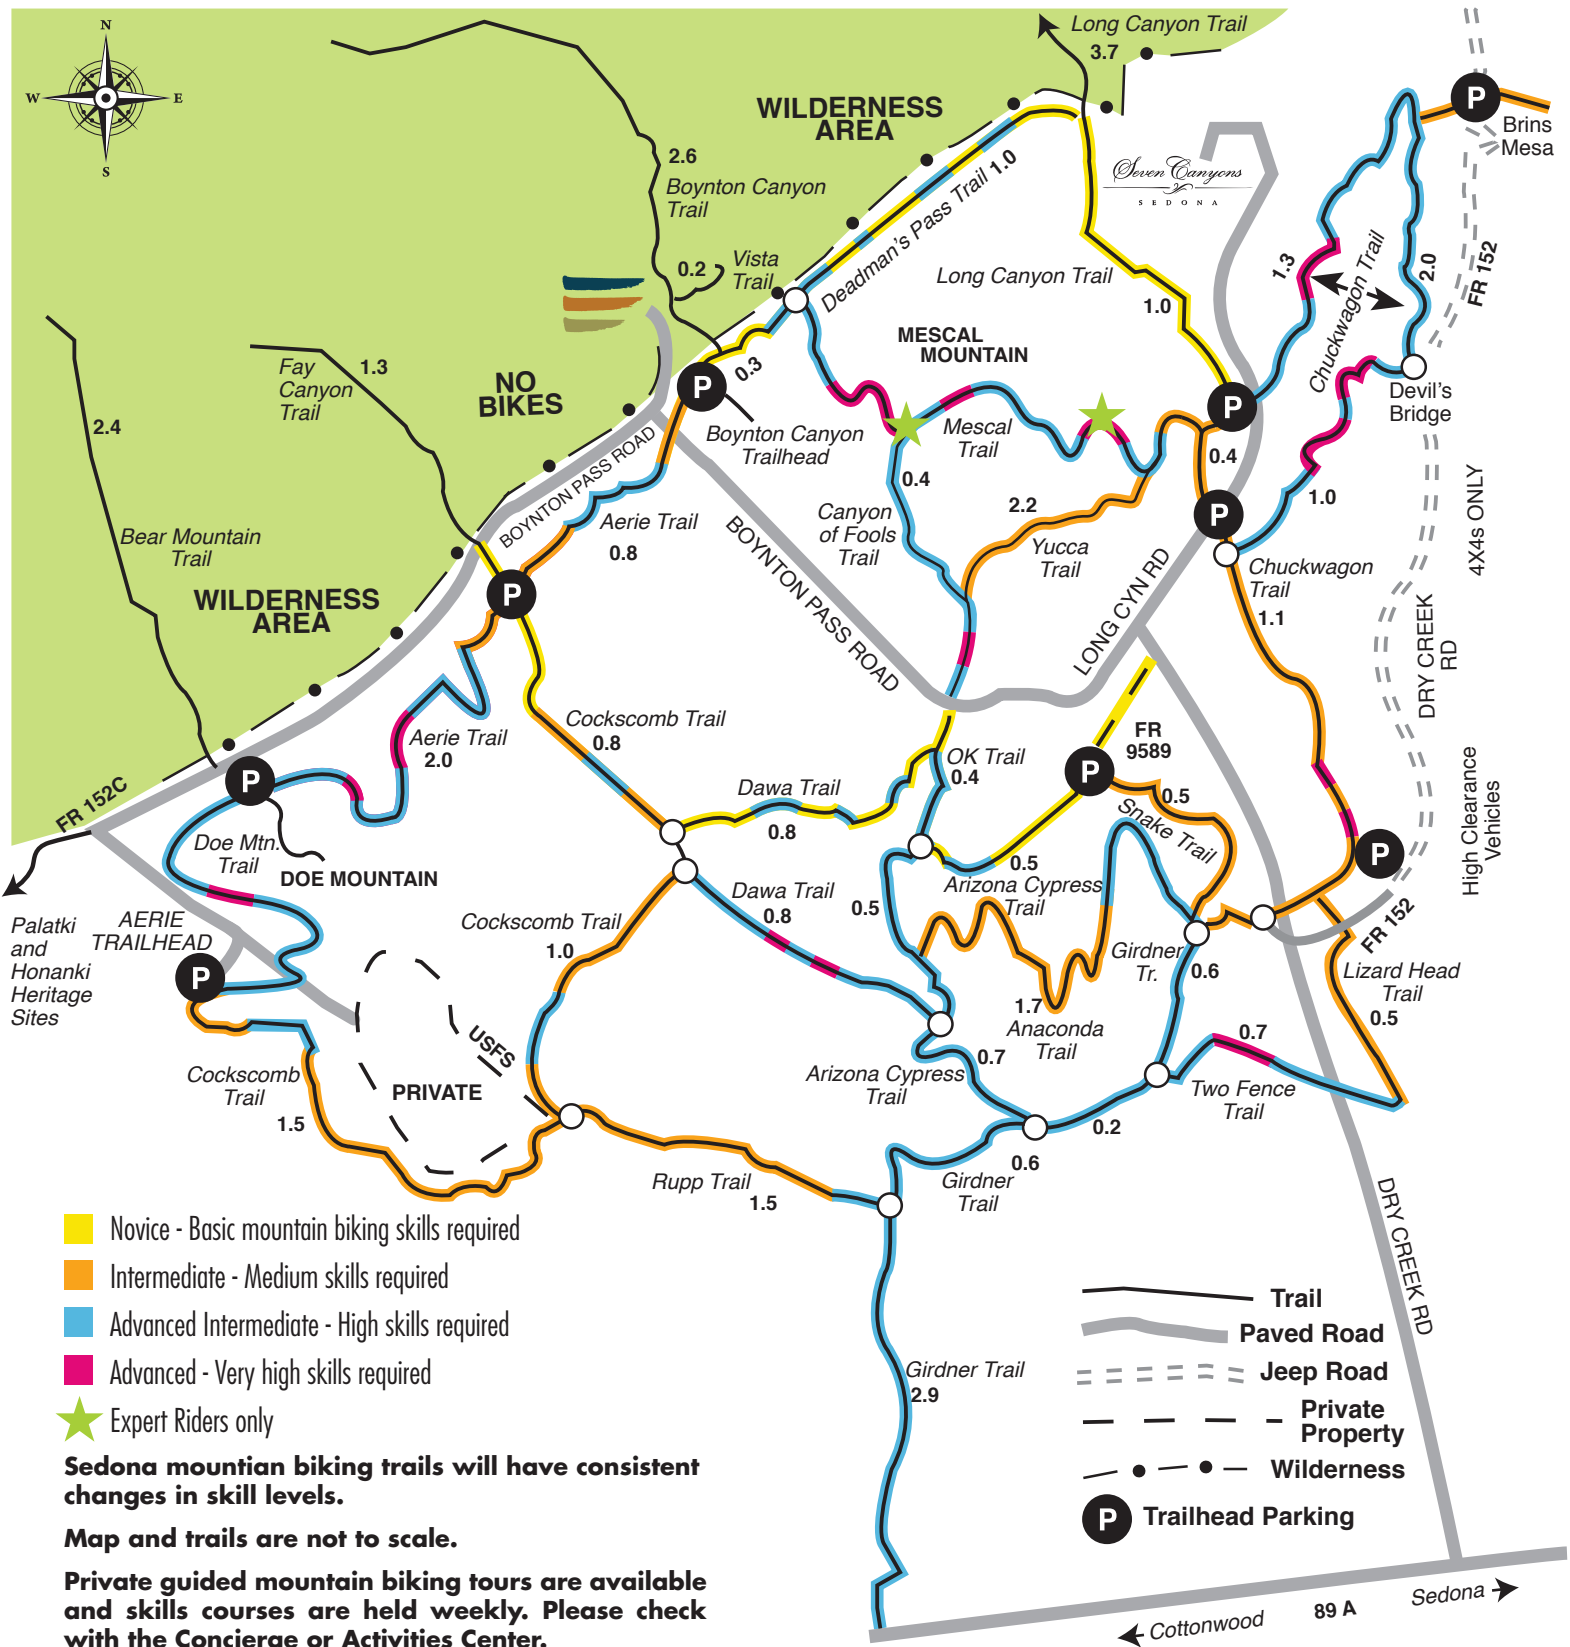 N
W
E
S
Long Canyon Trail
3.7
WILDERNESS
AREA
P
Brins
Mesa
2.6
Boynton Canyon
Trail
1.0
Deadman's Pass Trail
Seven Canyons
SEDONA
0.2
Vista
Trail
Long Canyon Trail
1.0
1.3
Chuckwagon Trail
2.0
FR 152
MESCAL
MOUNTAIN
Fay
Canyon
Trail
1.3
NO
BIKES
P
0.3
P
Devil's
Bridge
2.4
Boynton Canyon
Trailhead
Mescal
Trail
0.4
0.4
BOYNTON PASS ROAD
Bear Mountain
Trail
Aerie Trail
0.8
Canyon
of Fools
Trail
2.2
Yucca
Trail
P
1.0
4X4s ONLY
BOYNTON PASS ROAD
P
WILDERNESS
AREA
Chuckwagon
Trail
1.1
LONG CYN RD
DRY CREEK
RD
Cockscomb Trail
0.8
Aerie Trail
2.0
OK Trail
0.4
FR
9589
P
P
FR 152C
Dawa Trail
0.8
0.5
Snake Trail
High Clearance
Vehicles
Doe Mtn.
Trail
DOE MOUNTAIN
P
0.5
Arizona Cypress
Trail
Dawa Trail
0.8
0.5
Palatki
and
Honanki
Heritage
Sites
AERIE
TRAILHEAD
P
Cockscomb Trail
1.0
FR 152
Girdner
Tr.
0.6
Lizard Head
Trail
0.5
1.7
Anaconda
Trail
USFS
PRIVATE
Cockscomb
Trail
1.5
0.7
Arizona Cypress
Trail
0.7
Two Fence
Trail
0.2
0.6
Girdner
Trail
Rupp Trail
1.5
DRY CREEK RD
Novice - Basic mountain biking skills required
Intermediate - Medium skills required
Advanced Intermediate - High skills required
Advanced - Very high skills required
Expert Riders only
Girdner Trail
2.9
Trail
Paved Road
Jeep Road
Private
Property
Wilderness
P
Trailhead Parking
Sedona mountian biking trails will have consistent
changes in skill levels.
Map and trails are not to scale.
Private guided mountain biking tours are available
and skills courses are held weekly. Please check
with the Concierge or Activities Center.
Cottonwood
89 A
Sedona